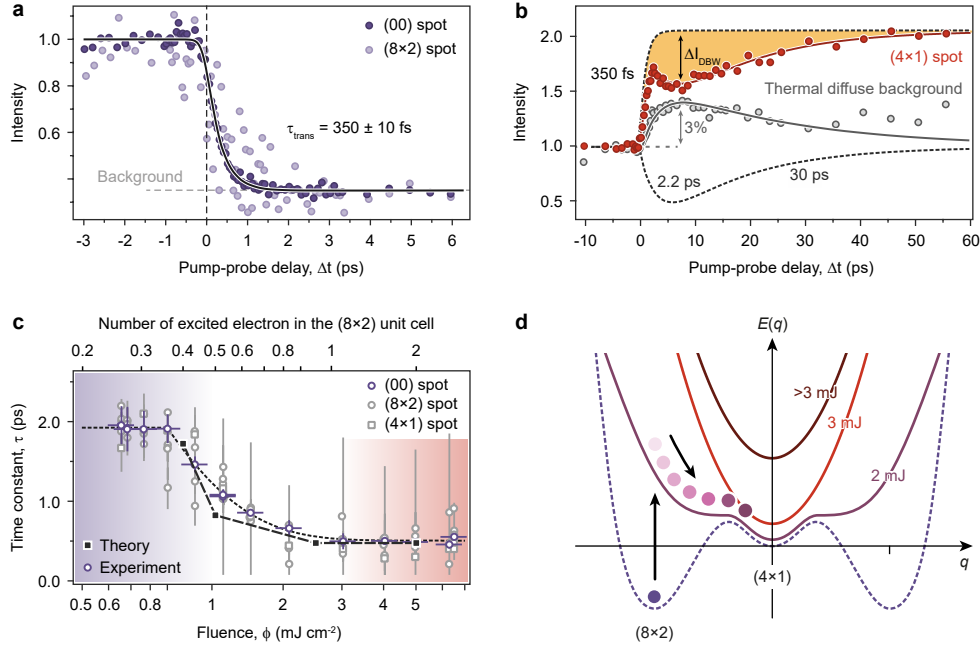 a
(00) spot
(8×2) spot
1.0
0.8
0.6
Intensity
τtrans = 350 ± 10 fs
Background
-3 -2 -1 0 1 2 3 4 5 6
Pump-probe delay, Δt (ps)
b
2.0
1.5
1.0
0.5
Intensity
350 fs
ΔIDBW
(4×1) spot
Thermal diffuse background
3%
2.2 ps
30 ps
-10 0 10 20 30 40 50 60
Pump-probe delay, Δt (ps)
c
Number of excited electron in the (8×2) unit cell
0.2 0.3 0.4 0.5 0.6 0.8 1 2
(00) spot
(8×2) spot
(4×1) spot
2.0
1.0
0.0
Time constant, τ (ps)
Theory
Experiment
0.5 0.6 0.8 1 2 3 4 5
Fluence, ϕ (mJ cm-2)
d
E(q)
>3 mJ
3 mJ
2 mJ
q
(4×1)
(8×2)